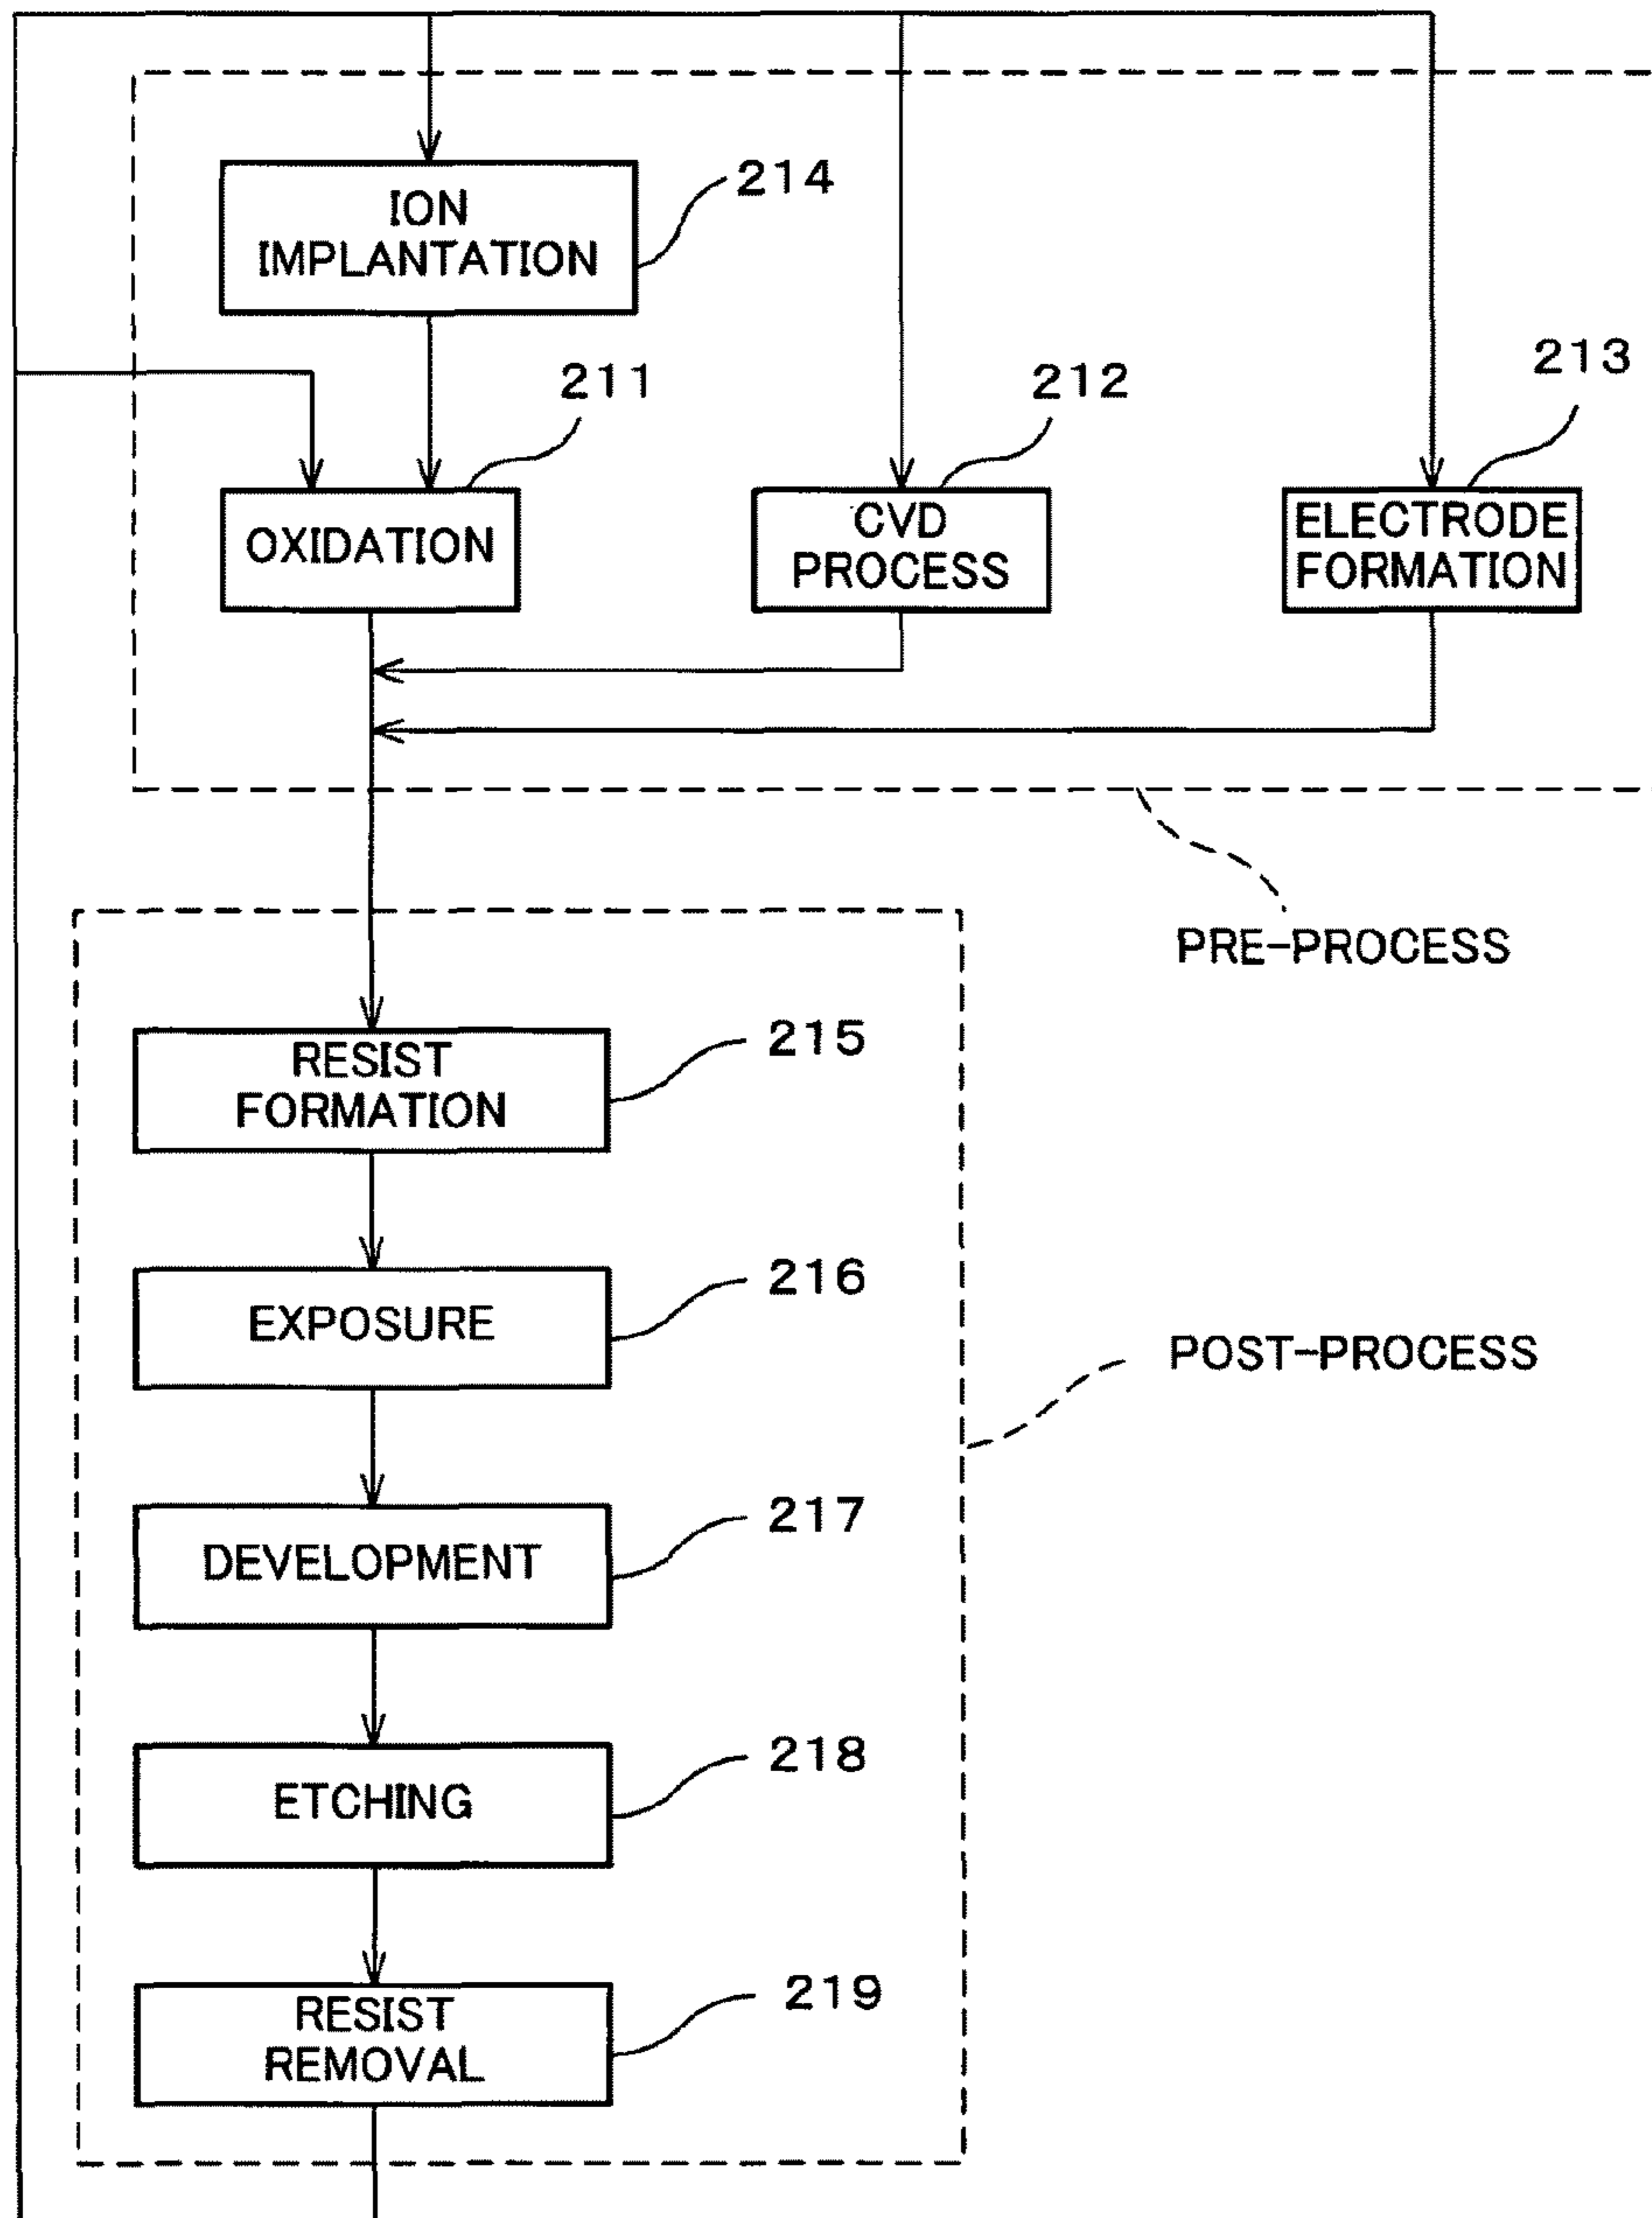 214
ION
IMPLANTATION
211
212
213
OXIDATION
CVD
PROCESS
ELECTRODE
FORMATION
PRE-PROCESS
RESIST
FORMATION
215
EXPOSURE
216
POST-PROCESS
DEVELOPMENT
217
ETCHING
218
RESIST
REMOVAL
219